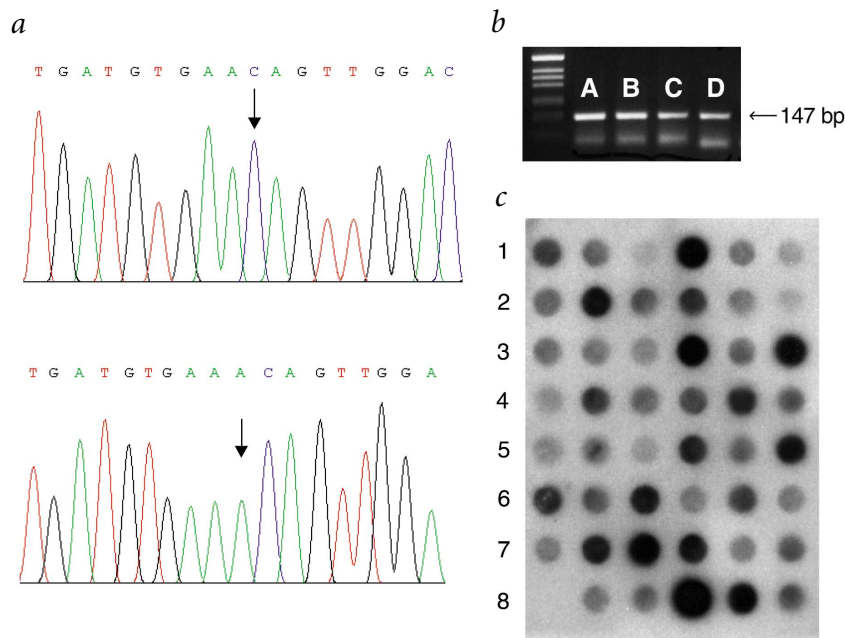 a
T G A T G T G A A C A G T T G G A C
T G A T G T G A A A C A G T T G G A
b
A B C D
←147 bp
c
1
2
3
4
5
6
7
8